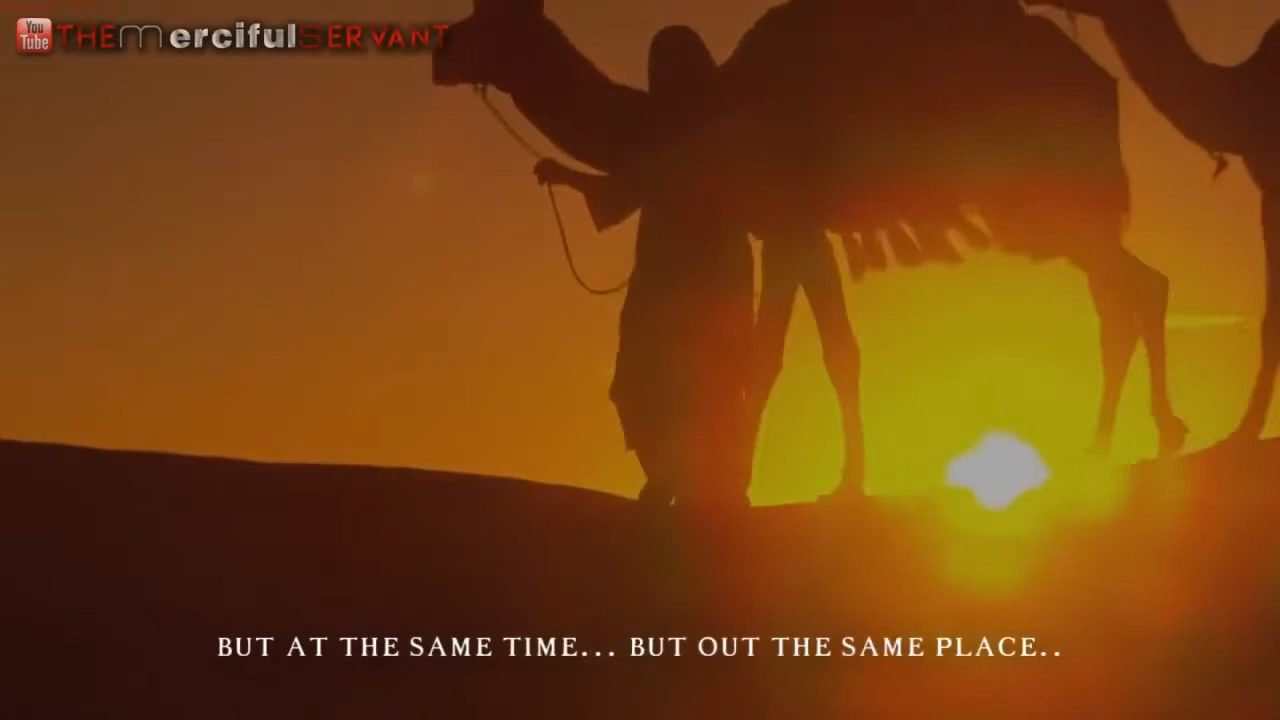 You
Tube
THEMercifulSERVANT
BUT AT THE SAME TIME... BUT OUT THE SAME PLACE..